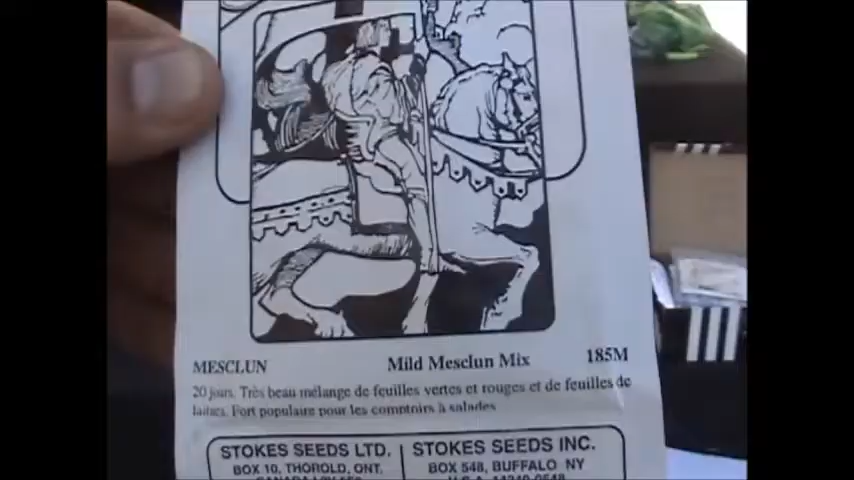 MESCLUN Mild Mesclun Mix 185M
20 jours. Très beau mélange de feuilles vertes et rouges et de feuilles de
laitues. Fort populaire pour les comptoirs à salades
STOKES SEEDS LTD. STOKES SEEDS INC.
BOX 10, THOROLD, ONT. BOX 548, BUFFALO NY